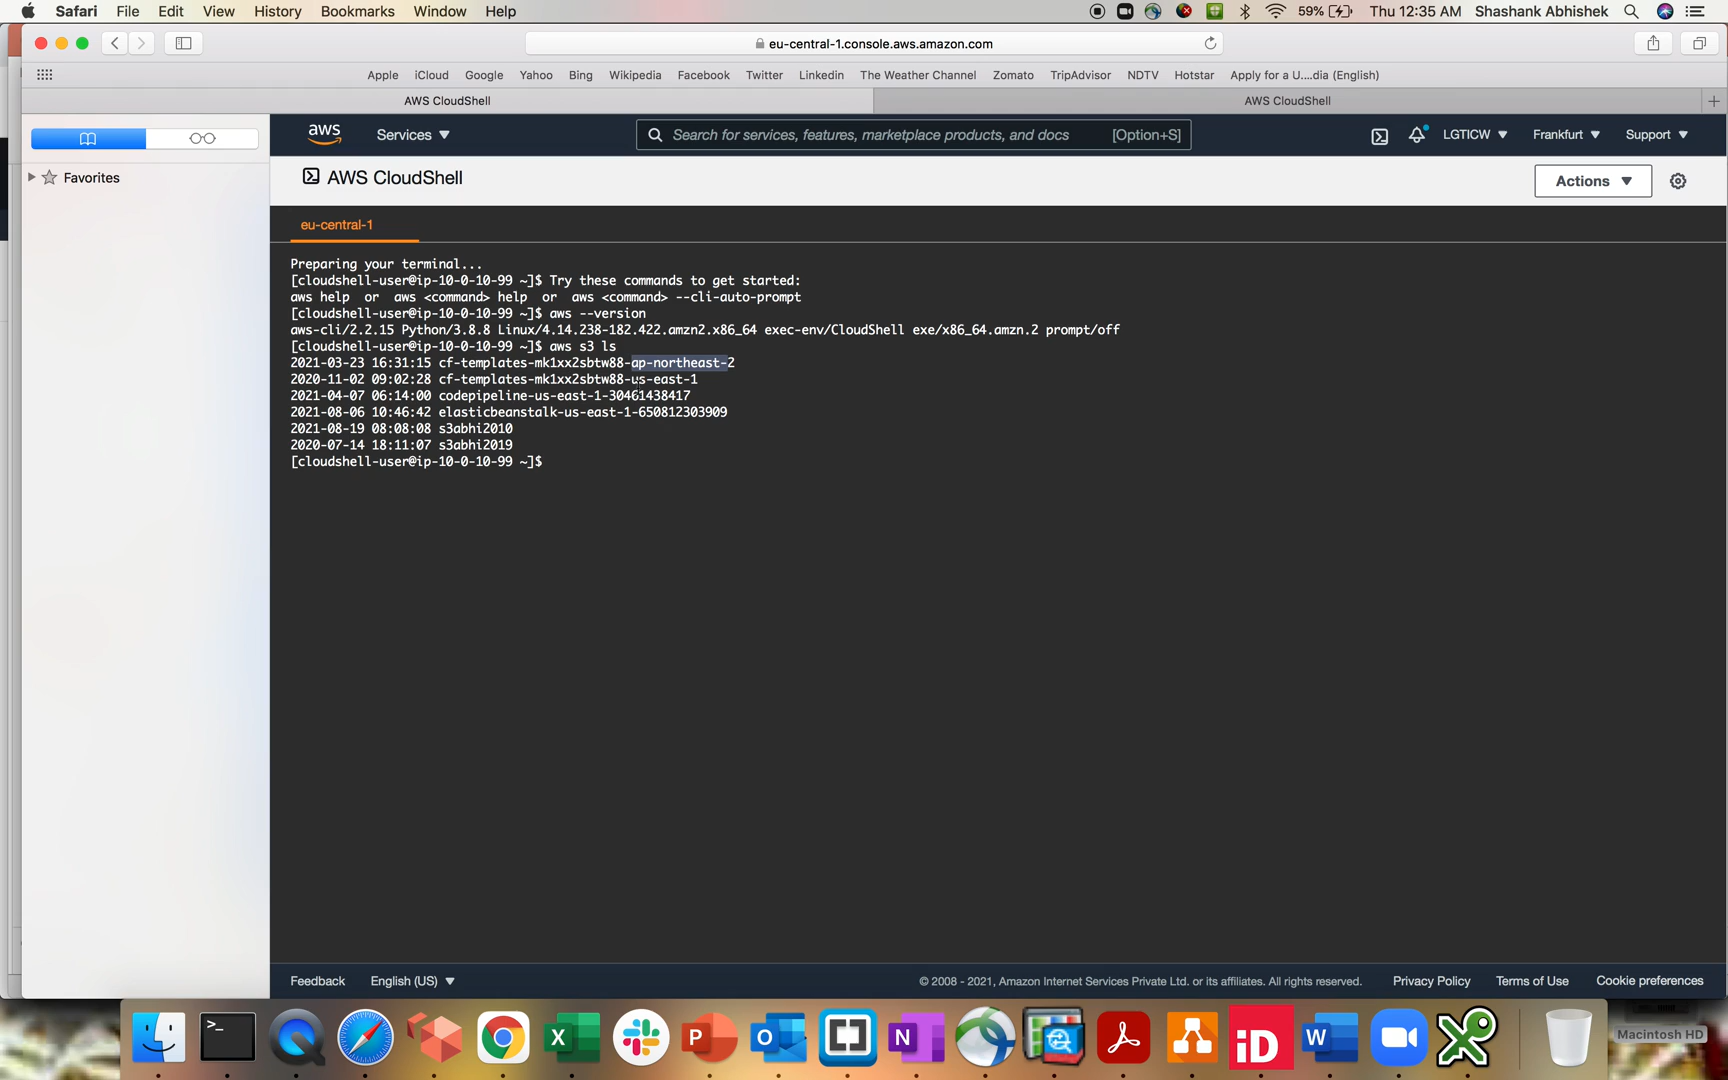 Safari File Edit View History Bookmarks Window Help 59% Thu 12:35 AM Shashank Abhishek
eu-central-1.console.aws.amazon.com
Apple iCloud Google Yahoo Bing Wikipedia Facebook Twitter Linkedin The Weather Channel Zomato TripAdvisor NDTV Hotstar Apply for a U....dia (English)
AWS CloudShell AWS CloudShell
aws Services Search for services, features, marketplace products, and docs [Option+S] LGTICW Frankfurt Support
Favorites
AWS CloudShell Actions
eu-central-1
Preparing your terminal...
[cloudshell-user@ip-10-0-10-99 ~]$ Try these commands to get started:
aws help or aws <command> help or aws <command> --cli-auto-prompt
[cloudshell-user@ip-10-0-10-99 ~]$ aws --version
aws-cli/2.2.15 Python/3.8.8 Linux/4.14.238-182.422.amzn2.x86_64 exec-env/CloudShell exe/x86_64.amzn.2 prompt/off
[cloudshell-user@ip-10-0-10-99 ~]$ aws s3 ls
2021-03-23 16:31:15 cf-templates-mk1xx2sbtw88-ap-northeast-2
2020-11-02 09:02:28 cf-templates-mk1xx2sbtw88-us-east-1
2021-04-07 06:14:00 codepipeline-us-east-1-30461438417
2021-08-06 10:46:42 elasticbeanstalk-us-east-1-650812303909
2021-08-19 08:08:08 s3abhi2010
2020-07-14 18:11:07 s3abhi2019
[cloudshell-user@ip-10-0-10-99 ~]$
Feedback English (US) © 2008 - 2021, Amazon Internet Services Private Ltd. or its affiliates. All rights reserved. Privacy Policy Terms of Use Cookie preferences
>_ X P O N iD W X
Macintosh HD